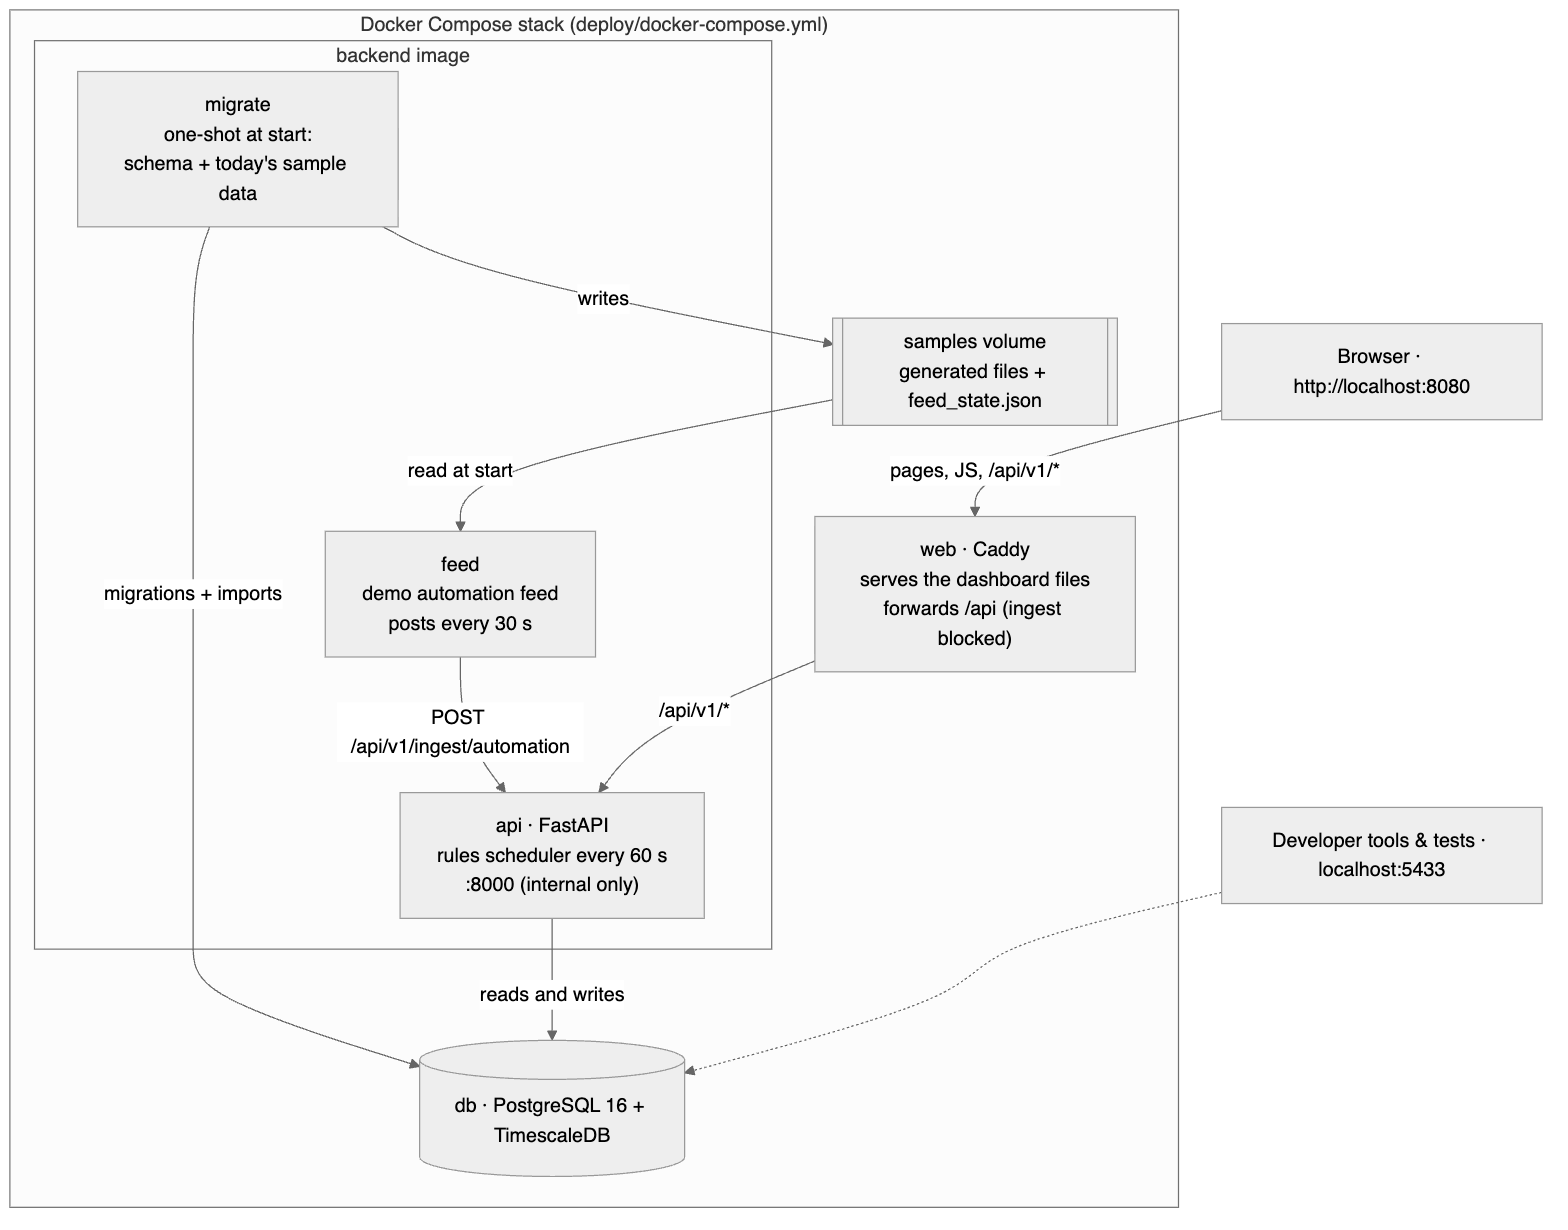 Docker Compose stack (deploy/docker-compose.yml)
backend image
migrate
one-shot at start:
schema + today's sample
data
writes
samples volume
generated files +
feed_state.json
Browser ·
http://localhost:8080
read at start
pages, JS, /api/v1/*
feed
demo automation feed
posts every 30 s
web · Caddy
serves the dashboard files
forwards /api (ingest
blocked)
migrations + imports
POST
/api/v1/ingest/automation
/api/v1/*
api · FastAPI
rules scheduler every 60 s
:8000 (internal only)
Developer tools & tests ·
localhost:5433
reads and writes
db · PostgreSQL 16 +
TimescaleDB